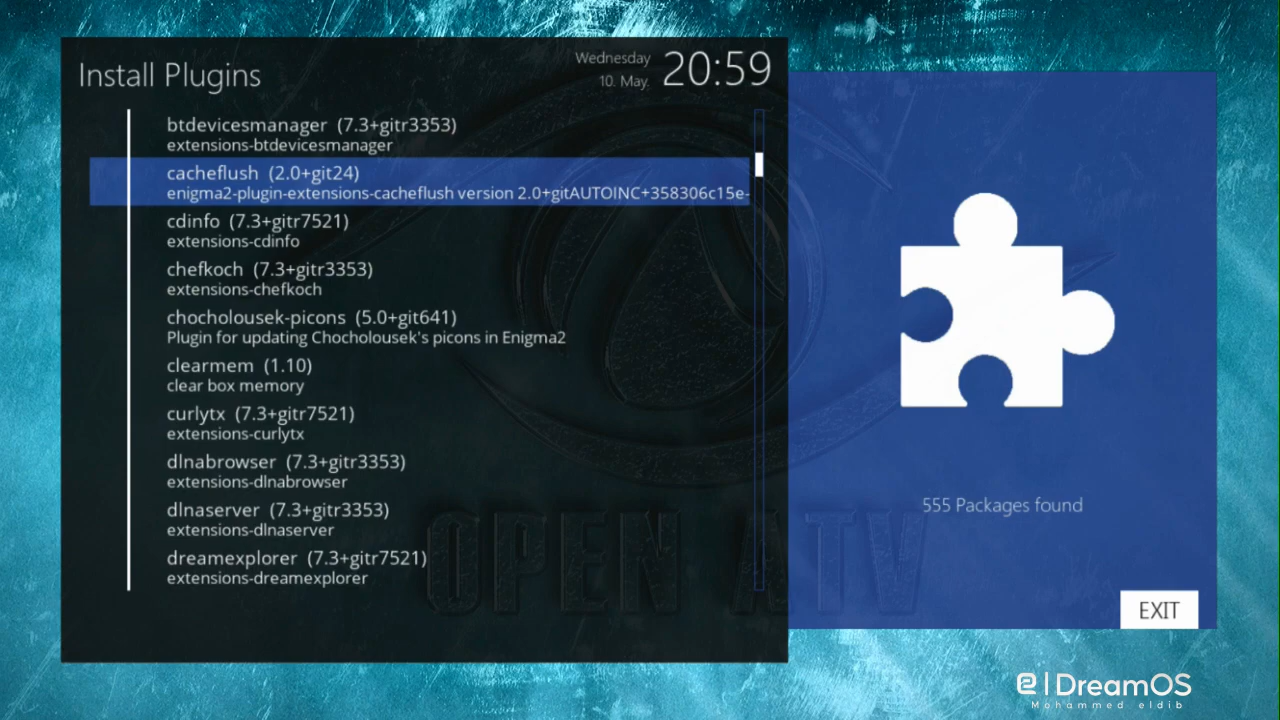 Install Plugins
Wednesday
10. May.
20:59
btdevicesmanager (7.3+gitr3353)
extensions-btdevicesmanager
cacheflush (2.0+git24)
enigma2-plugin-extensions-cacheflush version 2.0+gitAUTOINC+358306c15e-
cdinfo (7.3+gitr7521)
extensions-cdinfo
chefkoch (7.3+gitr3353)
extensions-chefkoch
chocholousek-picons (5.0+git641)
Plugin for updating Chocholousek's picons in Enigma2
clearmem (1.10)
clear box memory
curlytx (7.3+gitr7521)
extensions-curlytx
dlnabrowser (7.3+gitr3353)
extensions-dlnabrowser
dlnaserver (7.3+gitr3353)
extensions-dlnaserver
dreamexplorer (7.3+gitr7521)
extensions-dreamexplorer
OPEN ATV
555 Packages found
EXIT
e2|DreamOS
Mohammed eldib